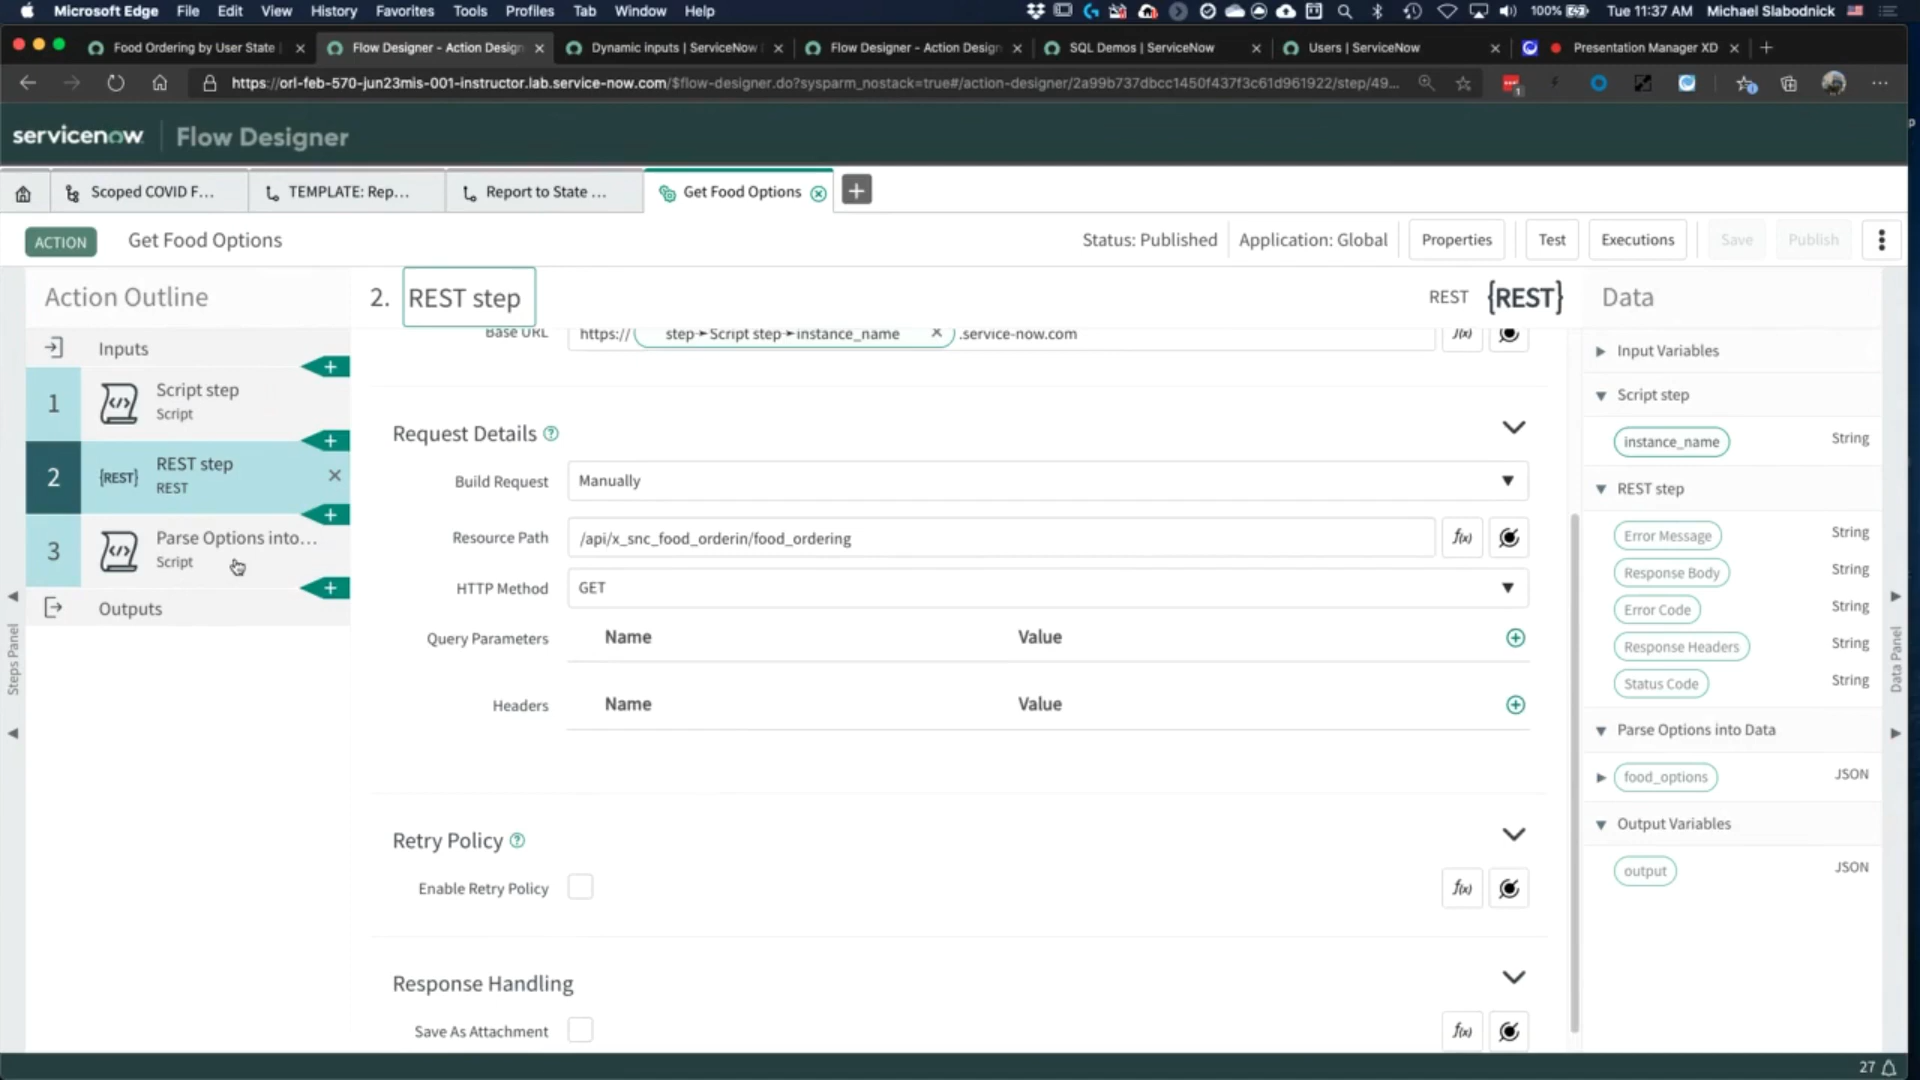 Microsoft Edge File Edit View History Favorites Tools Profiles Tab Window Help 100% Tue 11:37 AM Michael Slabodnick
Food Ordering by User State Flow Designer - Action Design Dynamic inputs | ServiceNow Flow Designer - Action Design SQL Demos | ServiceNow Users | ServiceNow Presentation Manager XD
https://orl-feb-570-jun23mis-001-instructor.lab.service-now.com/$flow-designer.do?sysparm_nostack=true#/action-designer/2a99b737dbcc1450f437f3c61d961922/step/49...
servicenow Flow Designer
Scoped COVID F... TEMPLATE: Rep... Report to State ... Get Food Options
ACTION Get Food Options Status: Published Application: Global Properties Test Executions Save Publish
Action Outline 2. REST step REST {REST} Data
Base URL https:// step➛Script step➛instance_name .service-now.com f(x)
Inputs
Input Variables
1 Script step
Script
Script step
instance_name String
Request Details
2 {REST} REST step
REST
Build Request Manually
REST step
3 Parse Options into...
Script
Resource Path /api/x_snc_food_orderin/food_ordering f(x)
Error Message String
Response Body String
HTTP Method GET
Outputs
Error Code String
Query Parameters Name Value
Response Headers String
Status Code String
Headers Name Value
Steps Panel
Data Panel
Parse Options into Data
food_options JSON
Output Variables
output JSON
Retry Policy
Enable Retry Policy f(x)
Response Handling
Save As Attachment f(x)
27